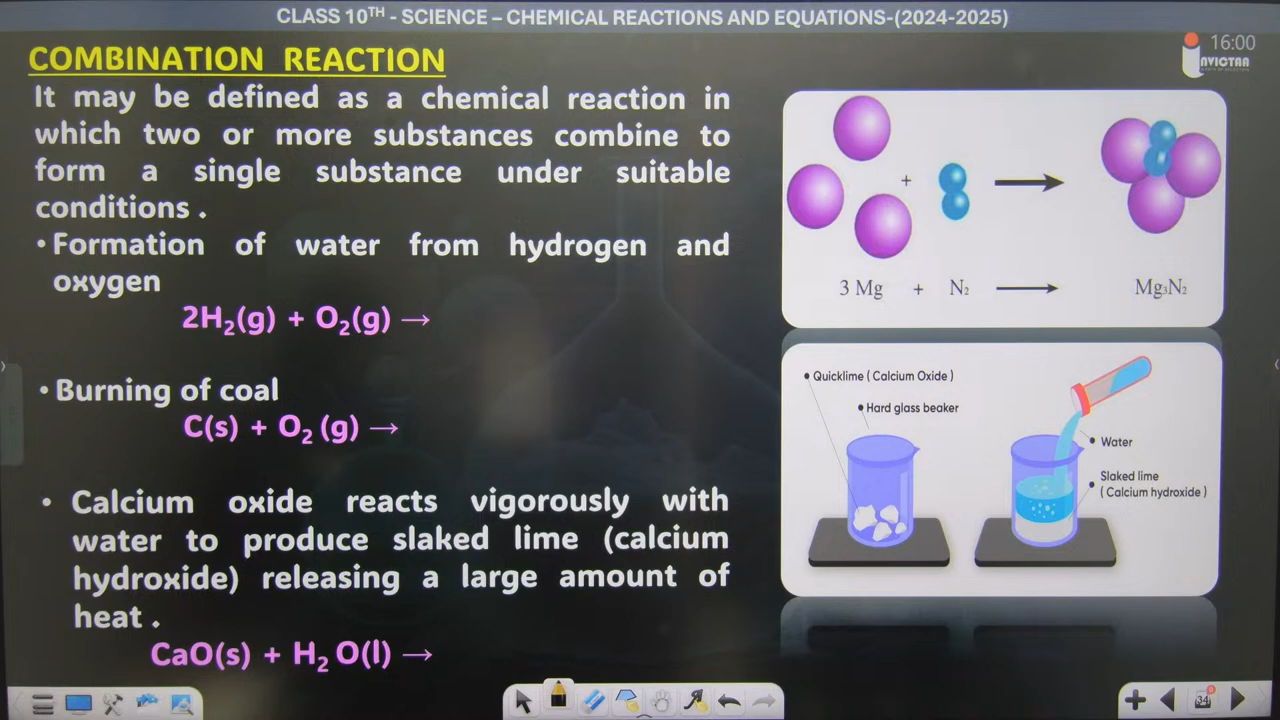 CLASS 10TH - SCIENCE – CHEMICAL REACTIONS AND EQUATIONS-(2024-2025)
16:00
INVICTAA
COMBINATION REACTION
It may be defined as a chemical reaction in
which two or more substances combine to
form a single substance under suitable
conditions .
• Formation of water from hydrogen and
oxygen
2H₂(g) + O₂(g) →
• Burning of coal
C(s) + O₂ (g) →
• Calcium oxide reacts vigorously with
water to produce slaked lime (calcium
hydroxide) releasing a large amount of
heat .
CaO(s) + H₂ O(l) →
+
3 Mg + N₂ → Mg₃N₂
• Quicklime ( Calcium Oxide )
• Hard glass beaker
• Water
• Slaked lime
( Calcium hydroxide )
34